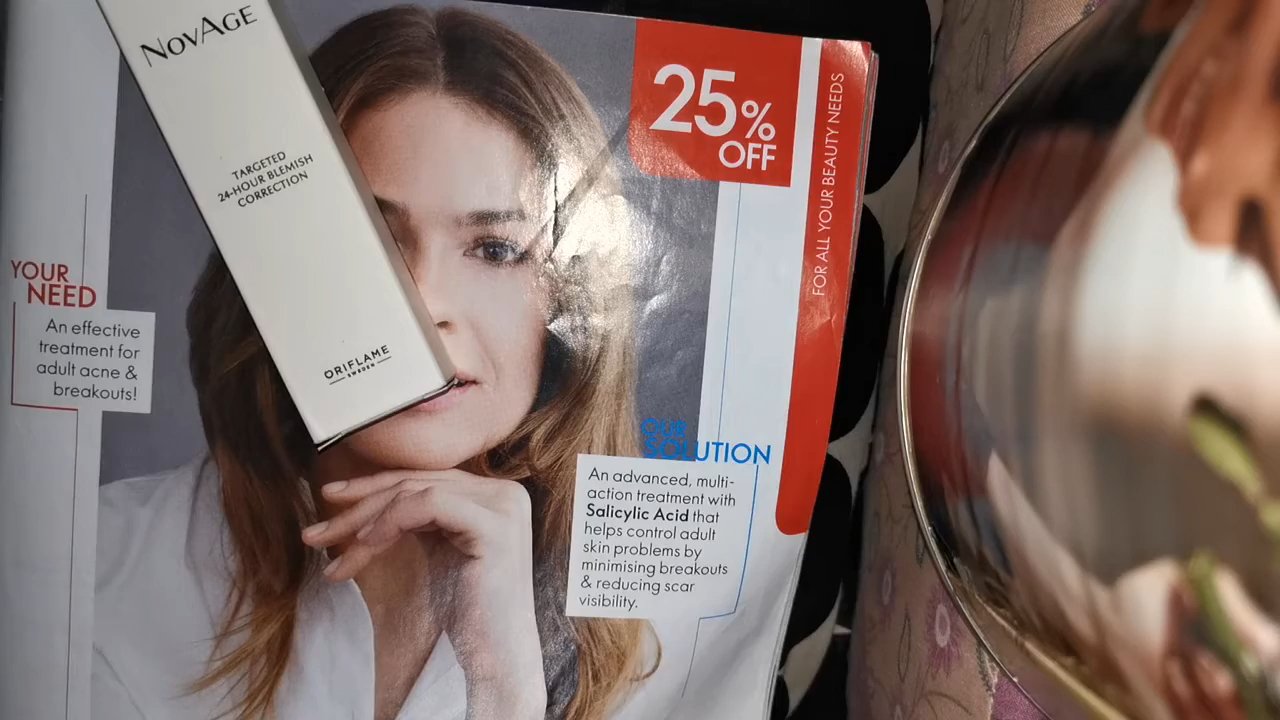 NOVAGE
TARGETED
24-HOUR BLEMISH
CORRECTION
ORIFLAME
SWEDEN
25%
OFF
FOR ALL YOUR BEAUTY NEEDS
YOUR
NEED
An effective
treatment for
adult acne &
breakouts!
OUR
SOLUTION
An advanced, multi-
action treatment with
Salicylic Acid that
helps control adult
skin problems by
minimising breakouts
& reducing scar
visibility.